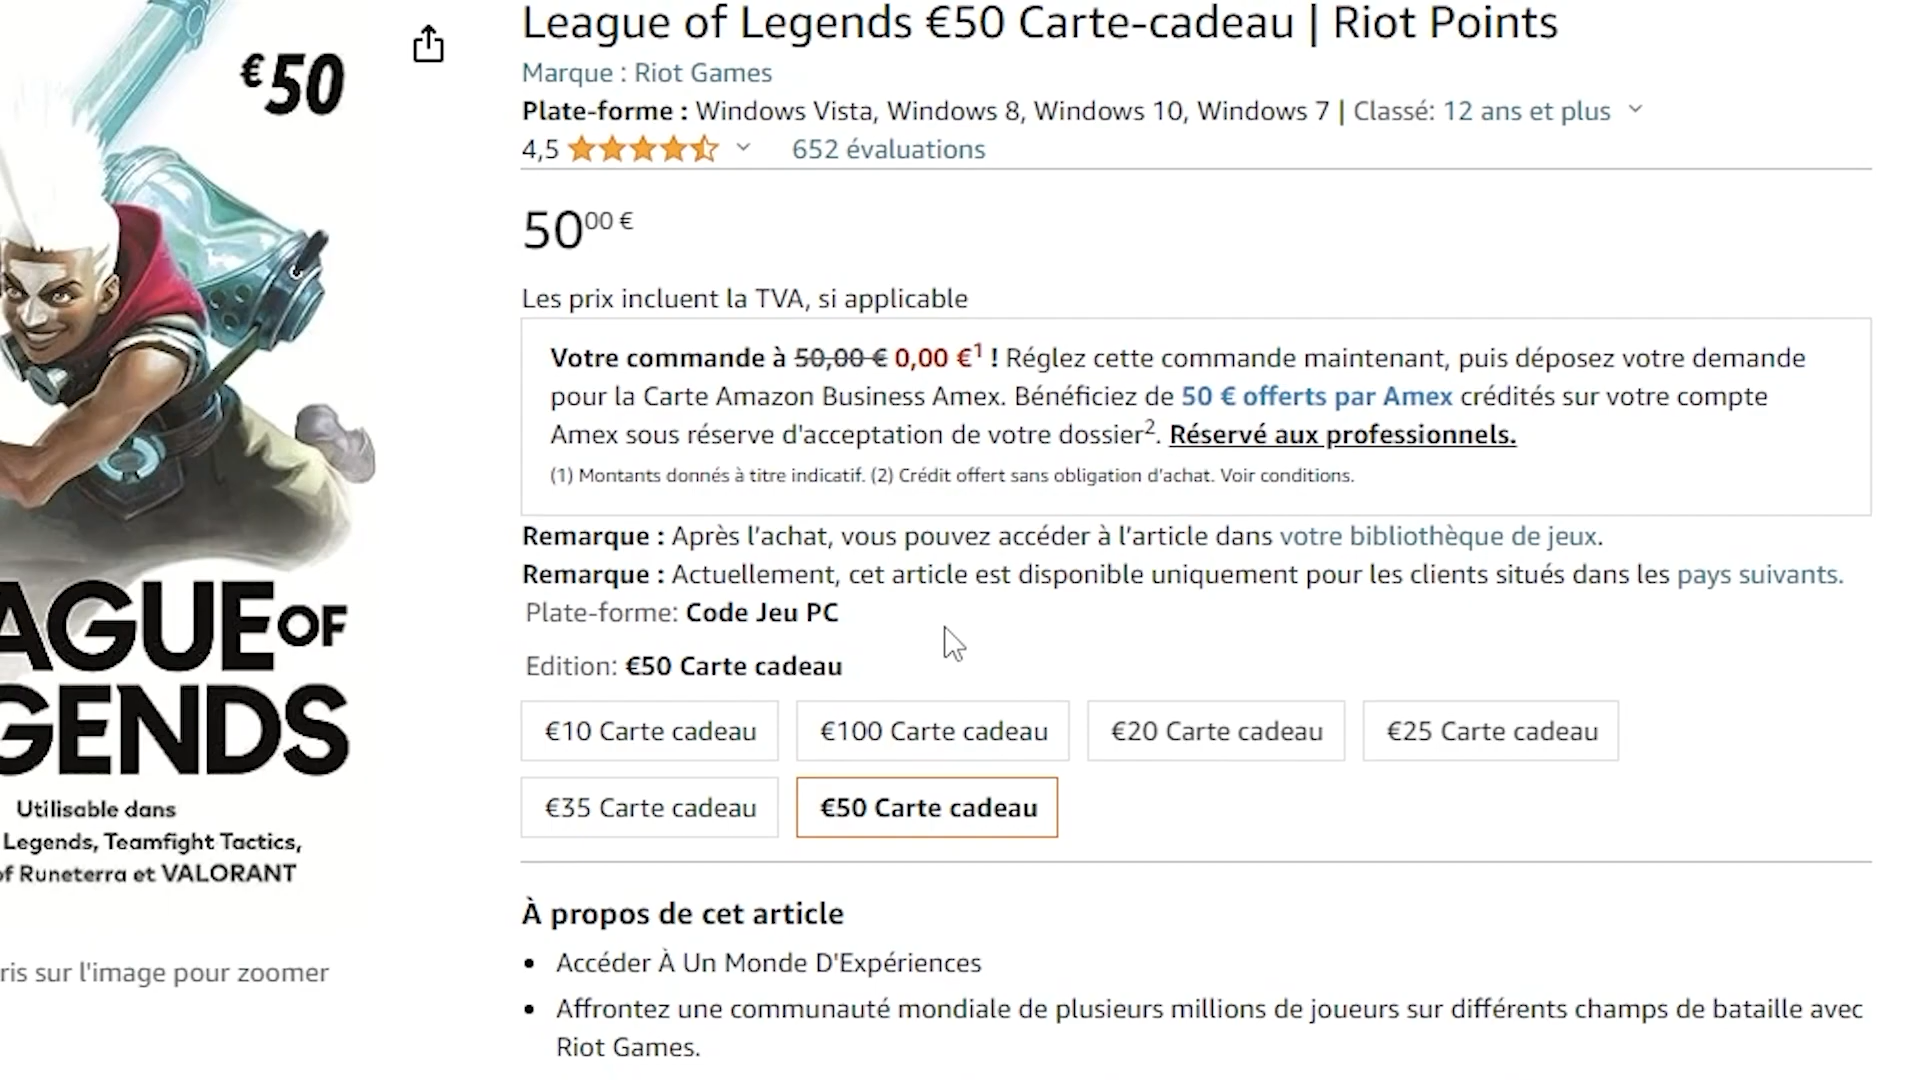 €50
AGUE OF
GENDS
Utilisable dans
Legends, Teamfight Tactics,
of Runeterra et VALORANT
ris sur l'image pour zoomer
League of Legends €50 Carte-cadeau | Riot Points
Marque : Riot Games
Plate-forme : Windows Vista, Windows 8, Windows 10, Windows 7 | Classé: 12 ans et plus
4,5 652 évaluations
50⁰⁰ €
Les prix incluent la TVA, si applicable
Votre commande à 50,00 € 0,00 €¹ ! Réglez cette commande maintenant, puis déposez votre demande
pour la Carte Amazon Business Amex. Bénéficiez de 50 € offerts par Amex crédités sur votre compte
Amex sous réserve d'acceptation de votre dossier². Réservé aux professionnels.
(1) Montants donnés à titre indicatif. (2) Crédit offert sans obligation d'achat. Voir conditions.
Remarque : Après l’achat, vous pouvez accéder à l’article dans votre bibliothèque de jeux.
Remarque : Actuellement, cet article est disponible uniquement pour les clients situés dans les pays suivants.
Plate-forme: Code Jeu PC
Edition: €50 Carte cadeau
€10 Carte cadeau €100 Carte cadeau €20 Carte cadeau €25 Carte cadeau
€35 Carte cadeau €50 Carte cadeau
À propos de cet article
• Accéder À Un Monde D'Expériences
• Affrontez une communauté mondiale de plusieurs millions de joueurs sur différents champs de bataille avec
Riot Games.